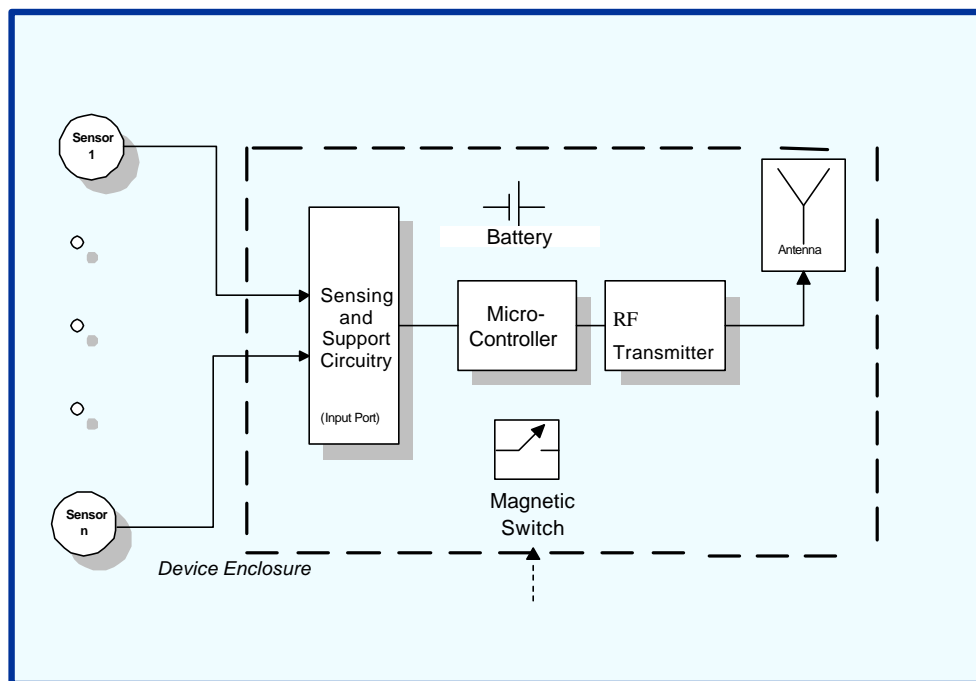 Sensor
1
Battery
Antenna
Sensing
and
Support
Circuitry
(Input Port)
Micro-
Controller
RF
Transmitter
Magnetic
Switch
Sensor
n
Device Enclosure